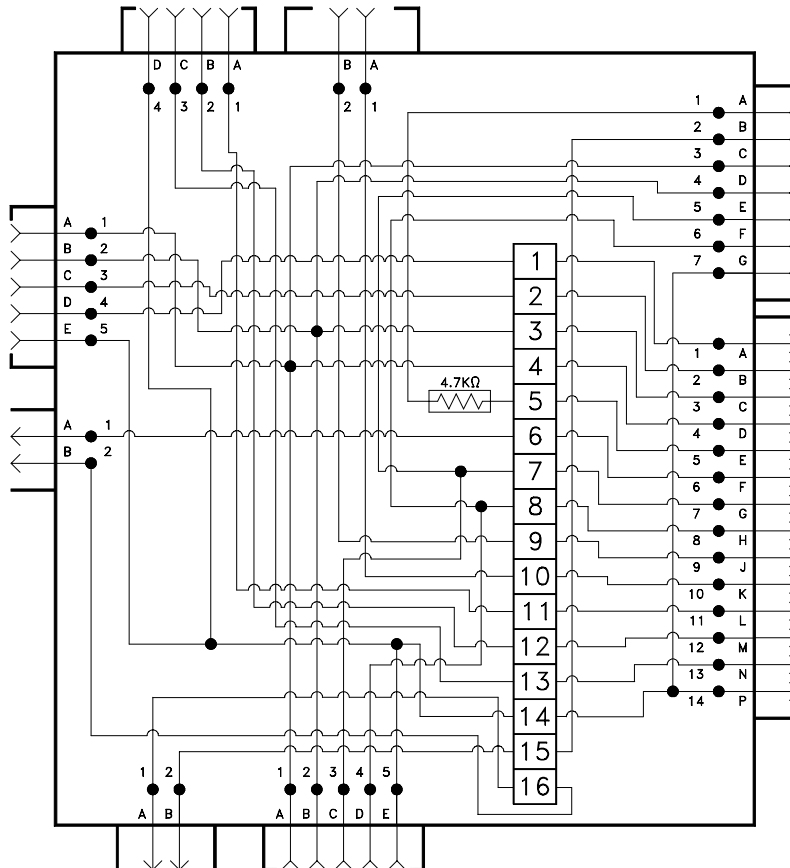 D C B A
4 3 2 1
B A
2 1
1 A
2 B
3 C
4 D
5 E
6 F
7 G
A 1
B 2
C 3
D 4
E 5
A 1
B 2
1
2
3
4
4.7KΩ
5
6
7
8
9
10
11
12
13
14
15
16
1 A
2 B
3 C
4 D
5 E
6 F
7 G
8 H
9 J
10 K
11 L
12 M
13 N
14 P
1 2
A B
1 2 3 4 5
A B C D E